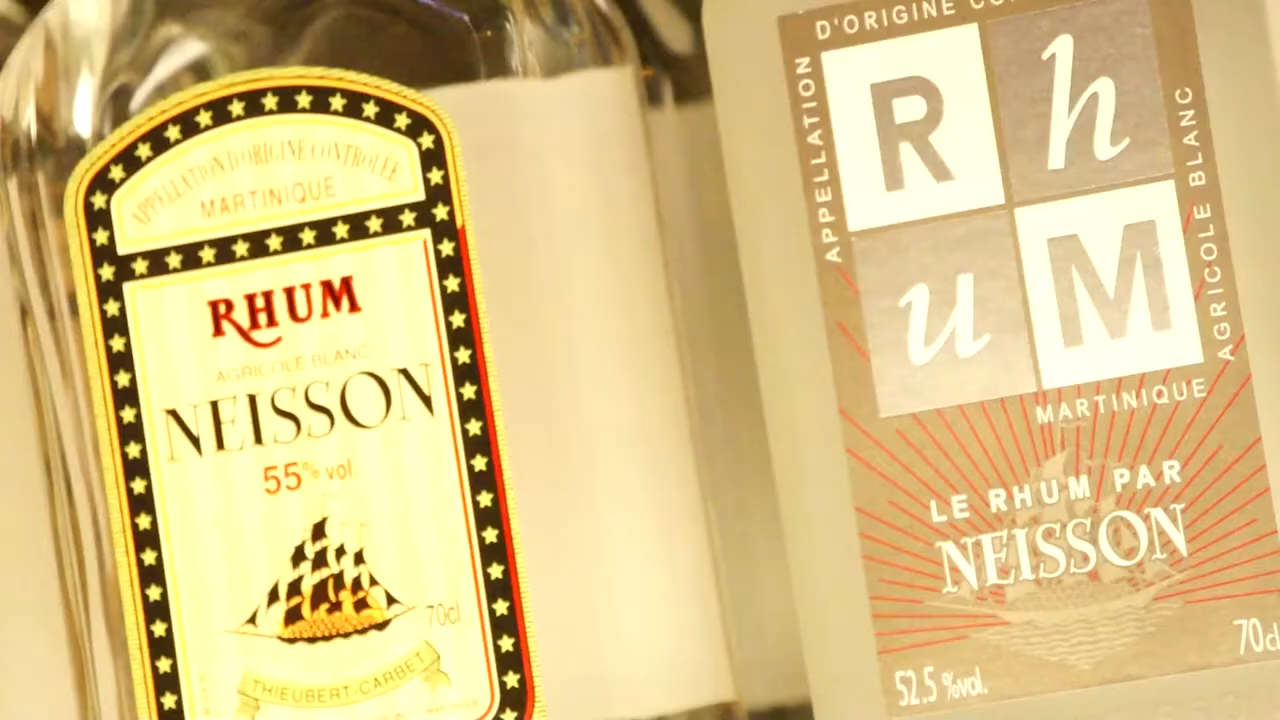 APPELLATION D'ORIGINE CONTROLEE
MARTINIQUE
RHUM
AGRICOLE BLANC
NEISSON
55% vol.
70cl
THIEUBERT-CARBET
APPELLATION
D'ORIGINE
AGRICOLE BLANC
R h
u M
MARTINIQUE
LE RHUM PAR
NEISSON
52.5 %vol.
70cl